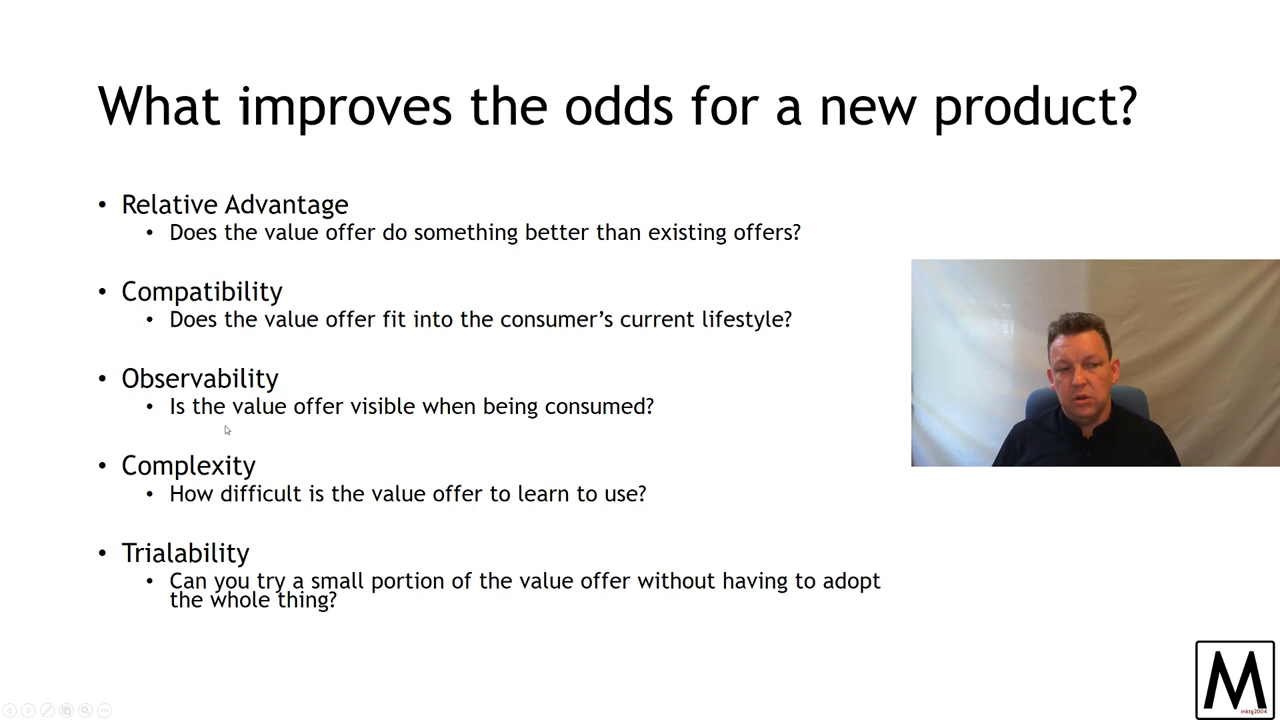 What improves the odds for a new product?
• Relative Advantage
• Does the value offer do something better than existing offers?
• Compatibility
• Does the value offer fit into the consumer’s current lifestyle?
• Observability
• Is the value offer visible when being consumed?
• Complexity
• How difficult is the value offer to learn to use?
• Trialability
• Can you try a small portion of the value offer without having to adopt
the whole thing?
M
mktg2004